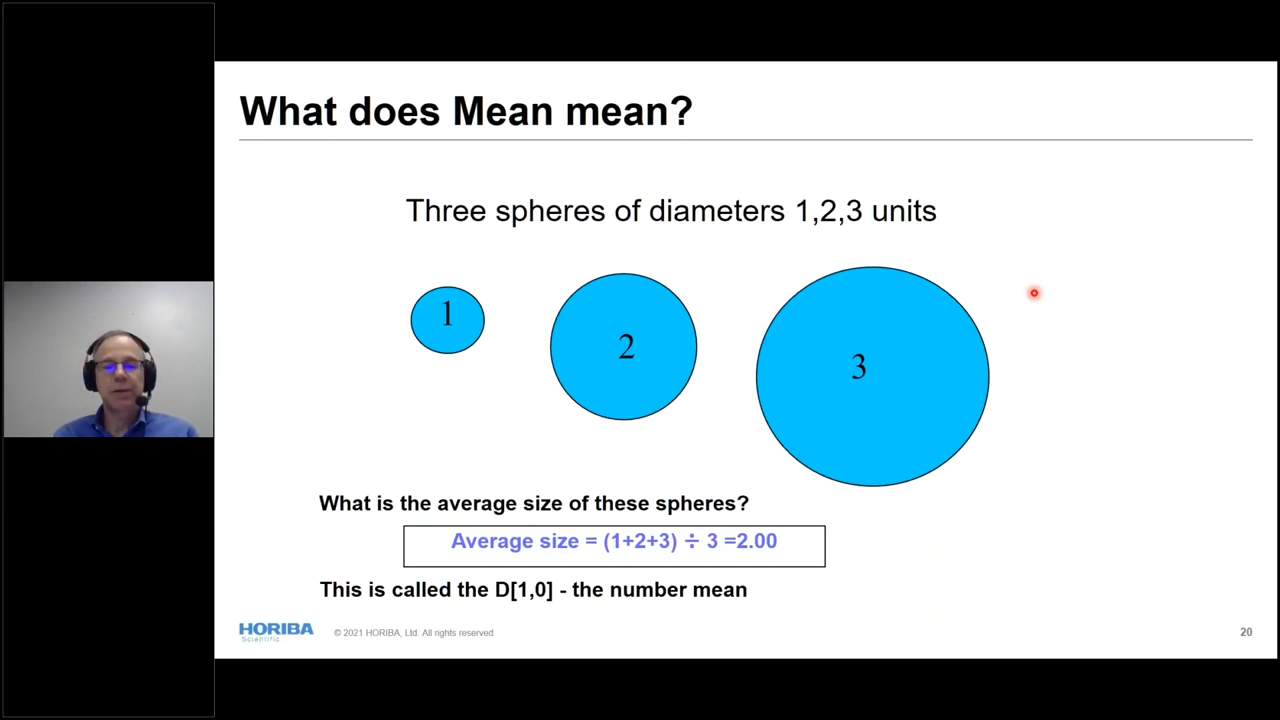 What does Mean mean?
Three spheres of diameters 1,2,3 units
1
2
3
What is the average size of these spheres?
Average size = (1+2+3) ÷ 3 =2.00
This is called the D[1,0] - the number mean
HORIBA
Scientific
© 2021 HORIBA, Ltd. All rights reserved
20